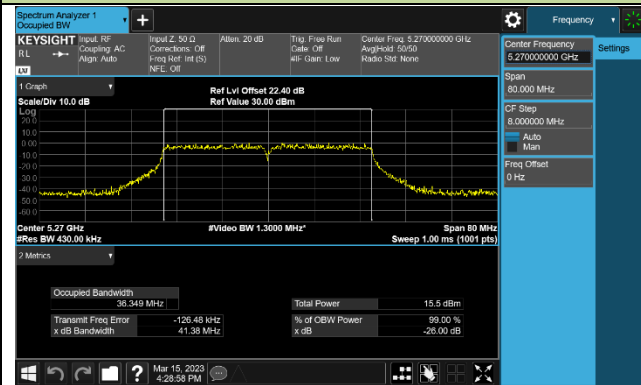 Spectrum Analyzer 1
Occupied BW
Frequency
KEYSIGHT
RL
LXI
Input: RF
Coupling: AC
Align: Auto
Input Z: 50 Ω
Corrections: Off
Freq Ref: Int (S)
NFE: Off
Atten: 20 dB
Trig: Free Run
Gate: Off
#IF Gain: Low
Center Freq: 5.270000000 GHz
Avg|Hold: 50/50
Radio Std: None
Center Frequency
5.270000000 GHz
Settings
Span
80.000 MHz
CF Step
8.000000 MHz
Auto
Man
Freq Offset
0 Hz
1 Graph
Scale/Div 10.0 dB
Ref Lvl Offset 22.40 dB
Ref Value 30.00 dBm
Log
20.0
10.0
0.00
-10.0
-20.0
-30.0
-40.0
-50.0
-60.0
Center 5.27 GHz
#Video BW 1.3000 MHz*
Span 80 MHz
#Res BW 430.00 kHz
Sweep 1.00 ms (1001 pts)
2 Metrics
Occupied Bandwidth
36.349 MHz
Total Power 15.5 dBm
Transmit Freq Error -126.48 kHz
% of OBW Power 99.00 %
x dB Bandwidth 41.38 MHz
x dB -26.00 dB
?
Mar 15, 2023
4:28:58 PM